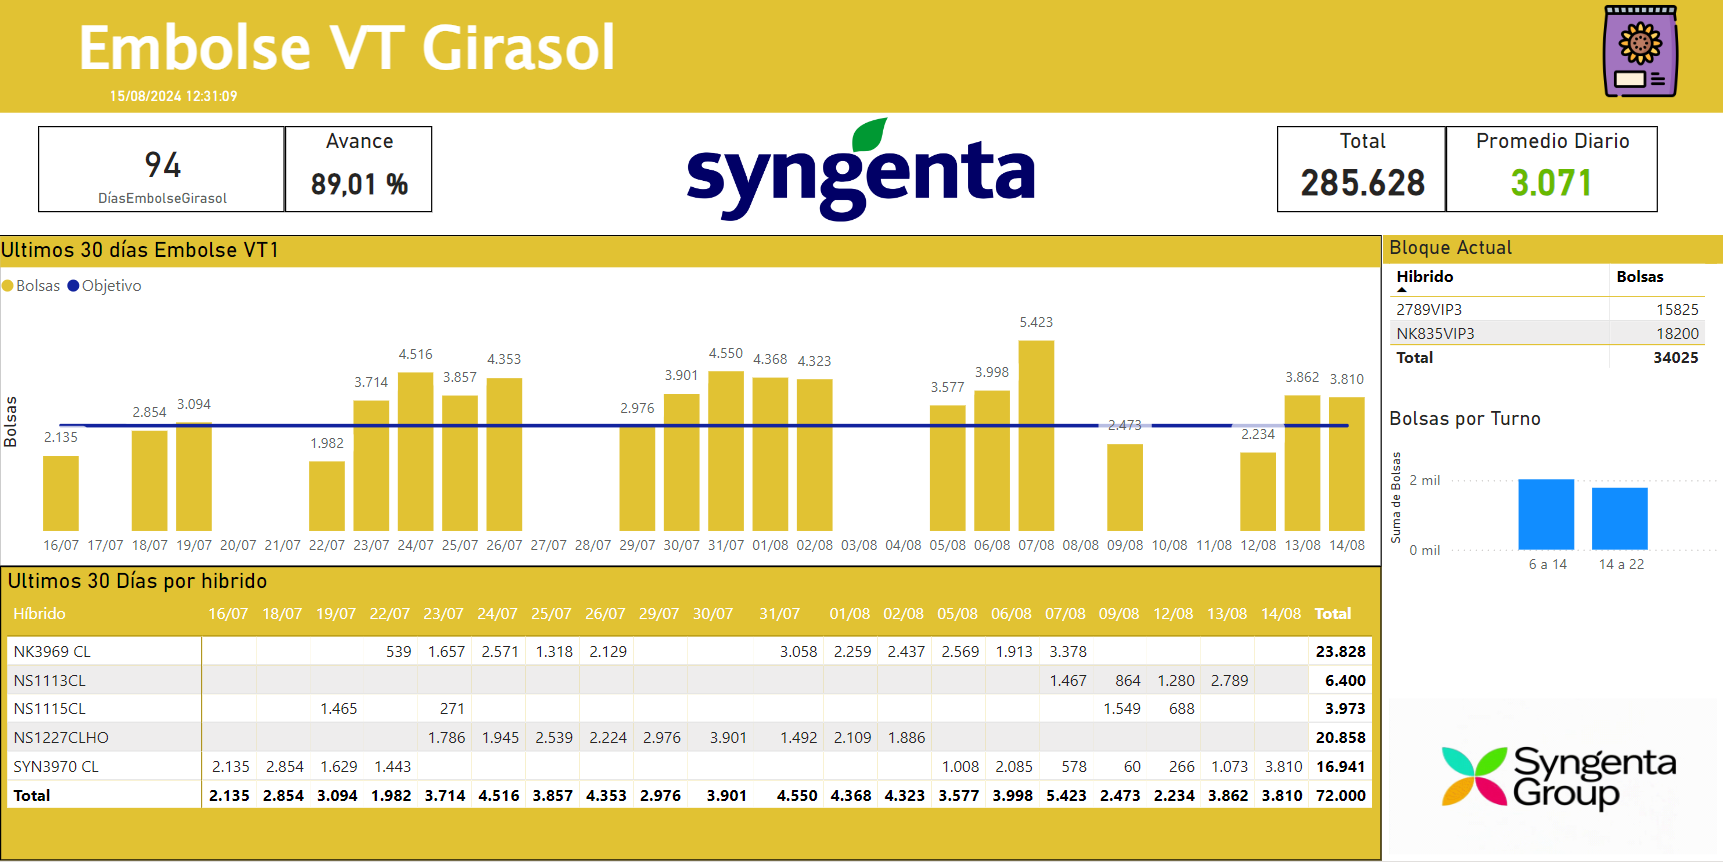 Embolse VT Girasol
15/08/2024 12:31:09
94
DíasEmbolseGirasol
Avance
89,01 %
syngenta
Total
285.628
Promedio Diario
3.071
Ultimos 30 días Embolse VT1
Bolsas Objetivo
Bolsas
2.135 2.854 3.094 1.982 3.714 4.516 3.857 4.353 2.976 3.901 4.550 4.368 4.323 3.577 3.998 5.423 2.473 2.234 3.862 3.810
16/07 17/07 18/07 19/07 20/07 21/07 22/07 23/07 24/07 25/07 26/07 27/07 28/07 29/07 30/07 31/07 01/08 02/08 03/08 04/08 05/08 06/08 07/08 08/08 09/08 10/08 11/08 12/08 13/08 14/08
Bloque Actual
Hibrido Bolsas
2789VIP3 15825
NK835VIP3 18200
Total 34025
Bolsas por Turno
Suma de Bolsas
2 mil
0 mil
6 a 14 14 a 22
Ultimos 30 Días por hibrido
Híbrido 16/07 18/07 19/07 22/07 23/07 24/07 25/07 26/07 29/07 30/07 31/07 01/08 02/08 05/08 06/08 07/08 09/08 12/08 13/08 14/08 Total
NK3969 CL 539 1.657 2.571 1.318 2.129 3.058 2.259 2.437 2.569 1.913 3.378 23.828
NS1113CL 1.467 864 1.280 2.789 6.400
NS1115CL 1.465 271 1.549 688 3.973
NS1227CLHO 1.786 1.945 2.539 2.224 2.976 3.901 1.492 2.109 1.886 20.858
SYN3970 CL 2.135 2.854 1.629 1.443 1.008 2.085 578 60 266 1.073 3.810 16.941
Total 2.135 2.854 3.094 1.982 3.714 4.516 3.857 4.353 2.976 3.901 4.550 4.368 4.323 3.577 3.998 5.423 2.473 2.234 3.862 3.810 72.000
Syngenta
Group